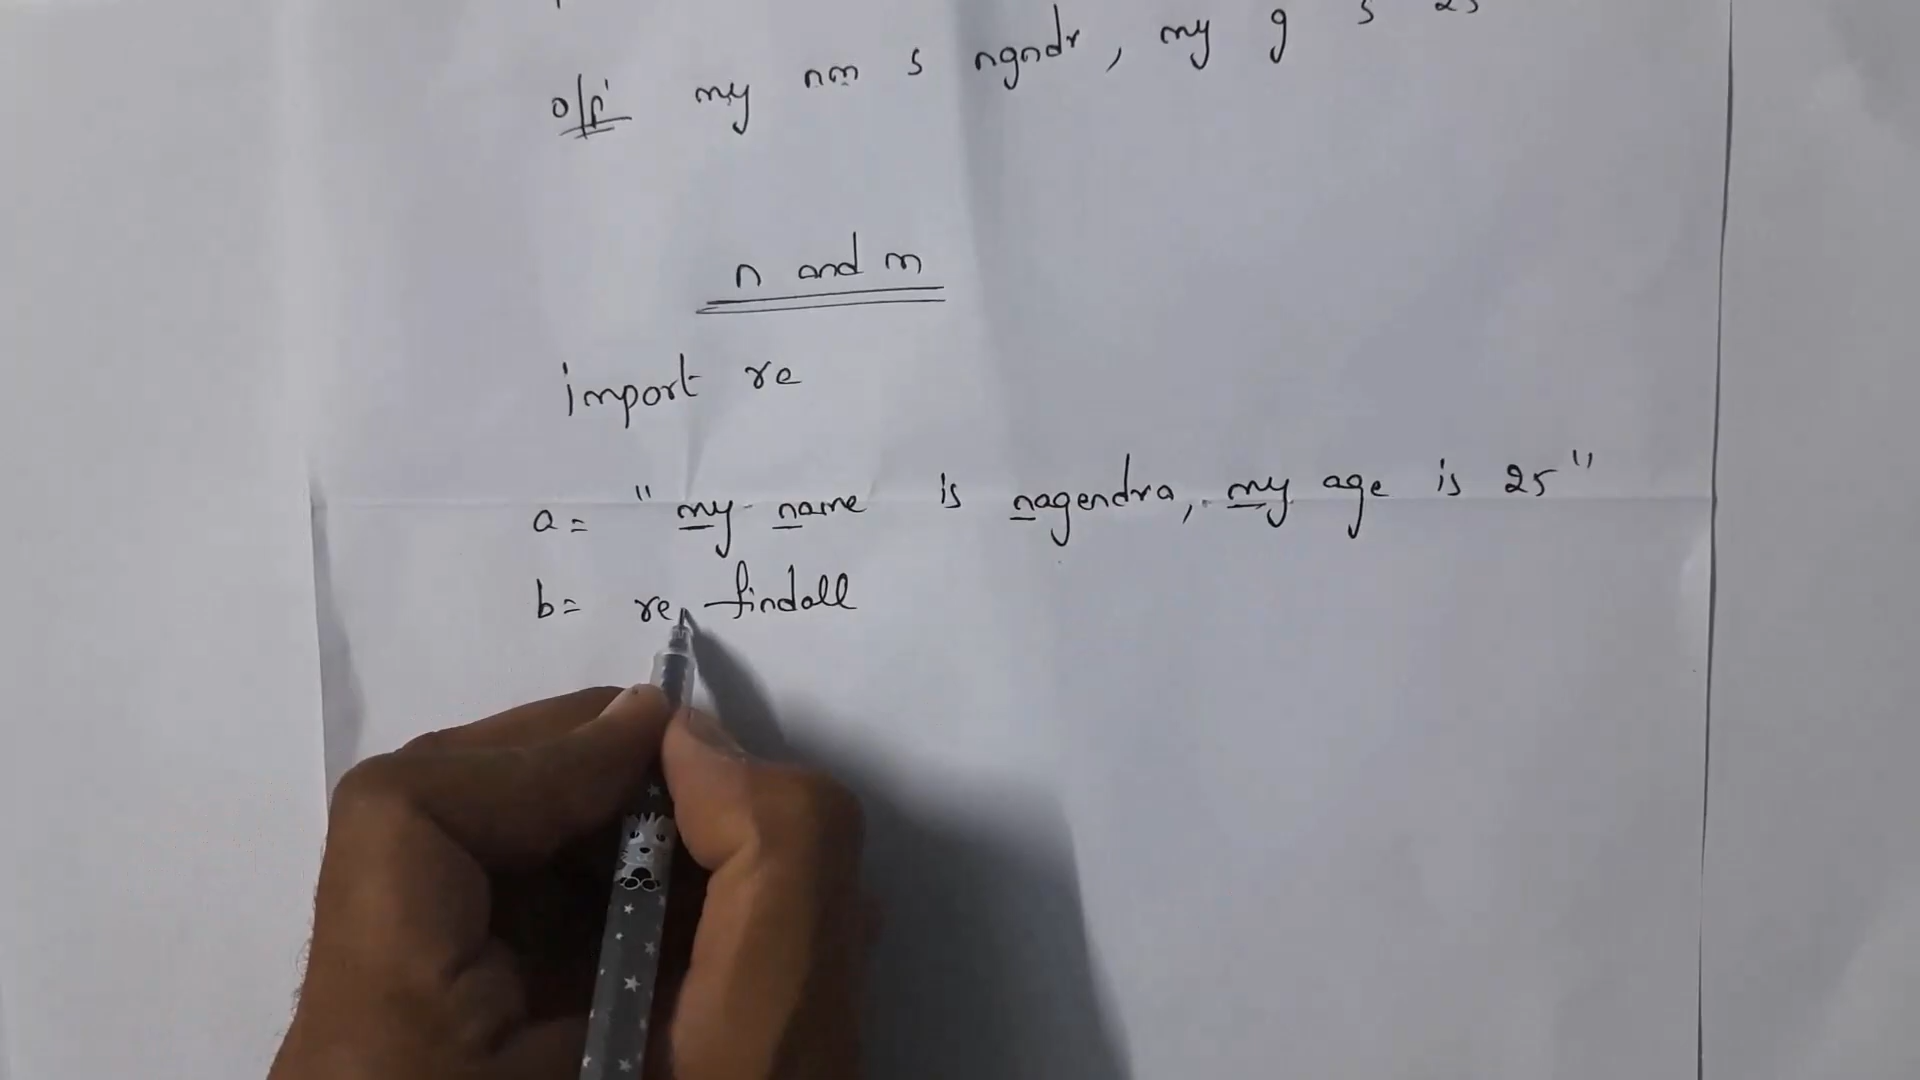 o/p my nm s ngndr, my g s 25
n and m
import re
a= "my name is nagendra, my age is 25"
b= re. findall